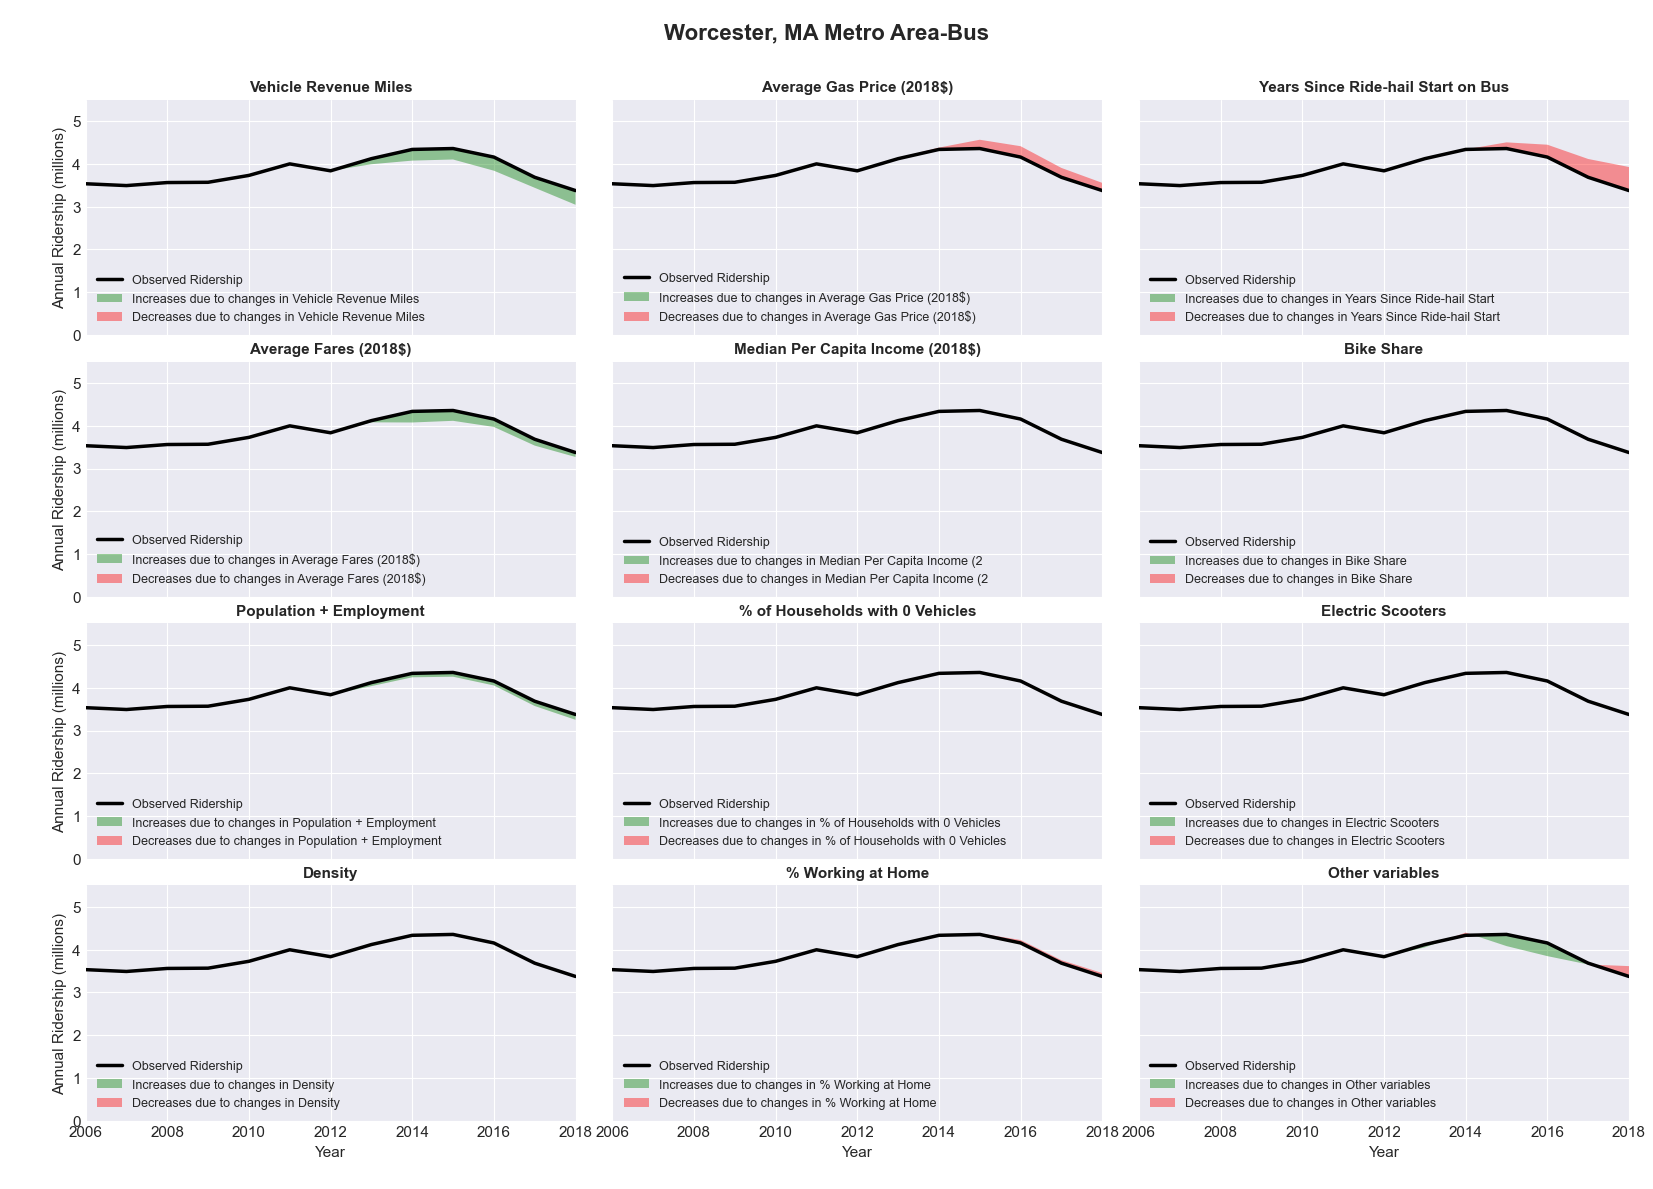 Worcester, MA Metro Area-Bus
Vehicle Revenue Miles
Average Gas Price (2018$)
Years Since Ride-hail Start on Bus
Annual Ridership (millions)
5
4
3
2
1
0
Observed Ridership
Increases due to changes in Vehicle Revenue Miles
Decreases due to changes in Vehicle Revenue Miles
Observed Ridership
Increases due to changes in Average Gas Price (2018$)
Decreases due to changes in Average Gas Price (2018$)
Observed Ridership
Increases due to changes in Years Since Ride-hail Start
Decreases due to changes in Years Since Ride-hail Start
Average Fares (2018$)
Median Per Capita Income (2018$)
Bike Share
Annual Ridership (millions)
5
4
3
2
1
0
Observed Ridership
Increases due to changes in Average Fares (2018$)
Decreases due to changes in Average Fares (2018$)
Observed Ridership
Increases due to changes in Median Per Capita Income (2
Decreases due to changes in Median Per Capita Income (2
Observed Ridership
Increases due to changes in Bike Share
Decreases due to changes in Bike Share
Population + Employment
% of Households with 0 Vehicles
Electric Scooters
Annual Ridership (millions)
5
4
3
2
1
0
Observed Ridership
Increases due to changes in Population + Employment
Decreases due to changes in Population + Employment
Observed Ridership
Increases due to changes in % of Households with 0 Vehicles
Decreases due to changes in % of Households with 0 Vehicles
Observed Ridership
Increases due to changes in Electric Scooters
Decreases due to changes in Electric Scooters
Density
% Working at Home
Other variables
Annual Ridership (millions)
5
4
3
2
1
0
Observed Ridership
Increases due to changes in Density
Decreases due to changes in Density
Observed Ridership
Increases due to changes in % Working at Home
Decreases due to changes in % Working at Home
Observed Ridership
Increases due to changes in Other variables
Decreases due to changes in Other variables
2006 2008 2010 2012 2014 2016 2018
2006 2008 2010 2012 2014 2016 2018
2006 2008 2010 2012 2014 2016 2018
Year
Year
Year